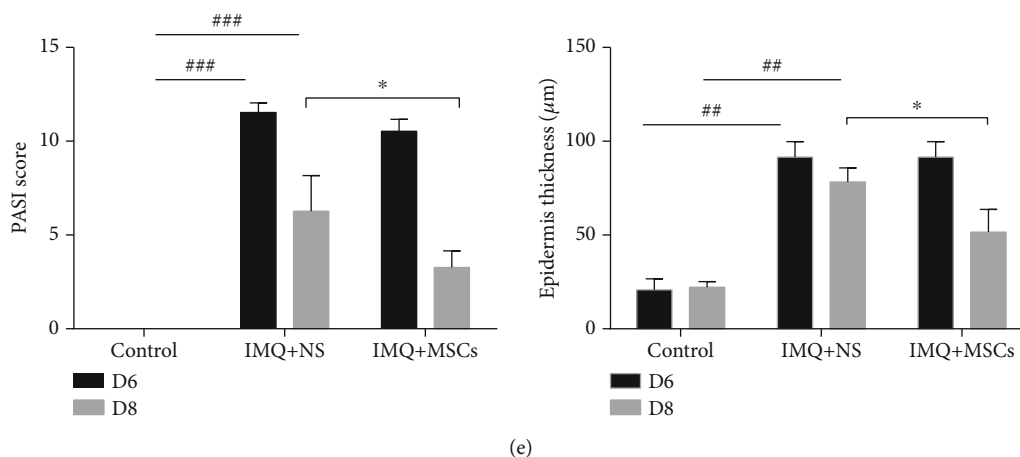 PASI score
15
10
5
0
###
###
*
Control
IMQ+NS
IMQ+MSCs
D6
D8
Epidermis thickness (μm)
150
100
50
0
##
##
*
Control
IMQ+NS
IMQ+MSCs
D6
D8
(e)